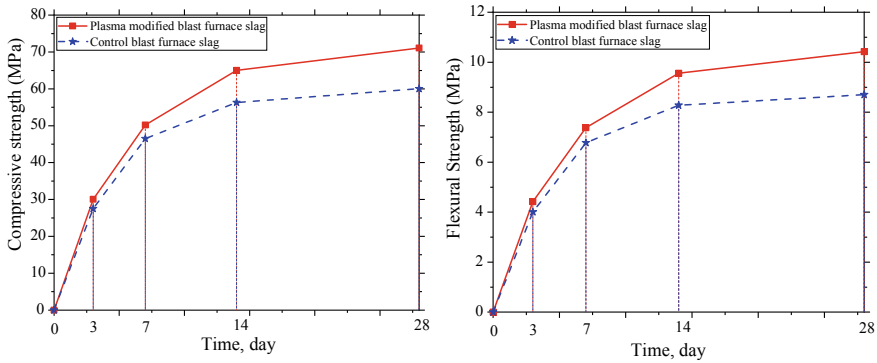 80
70
60
50
40
30
20
10
0
Compressive strength (MPa)
Plasma modified blast furnace slag
Control blast furnace slag
0 3 7 14 28
Time, day
12
10
8
6
4
2
0
Flexural Strength (MPa)
Plasma modified blast furnace slag
Control blast furnace slag
0 3 7 14 28
Time, day